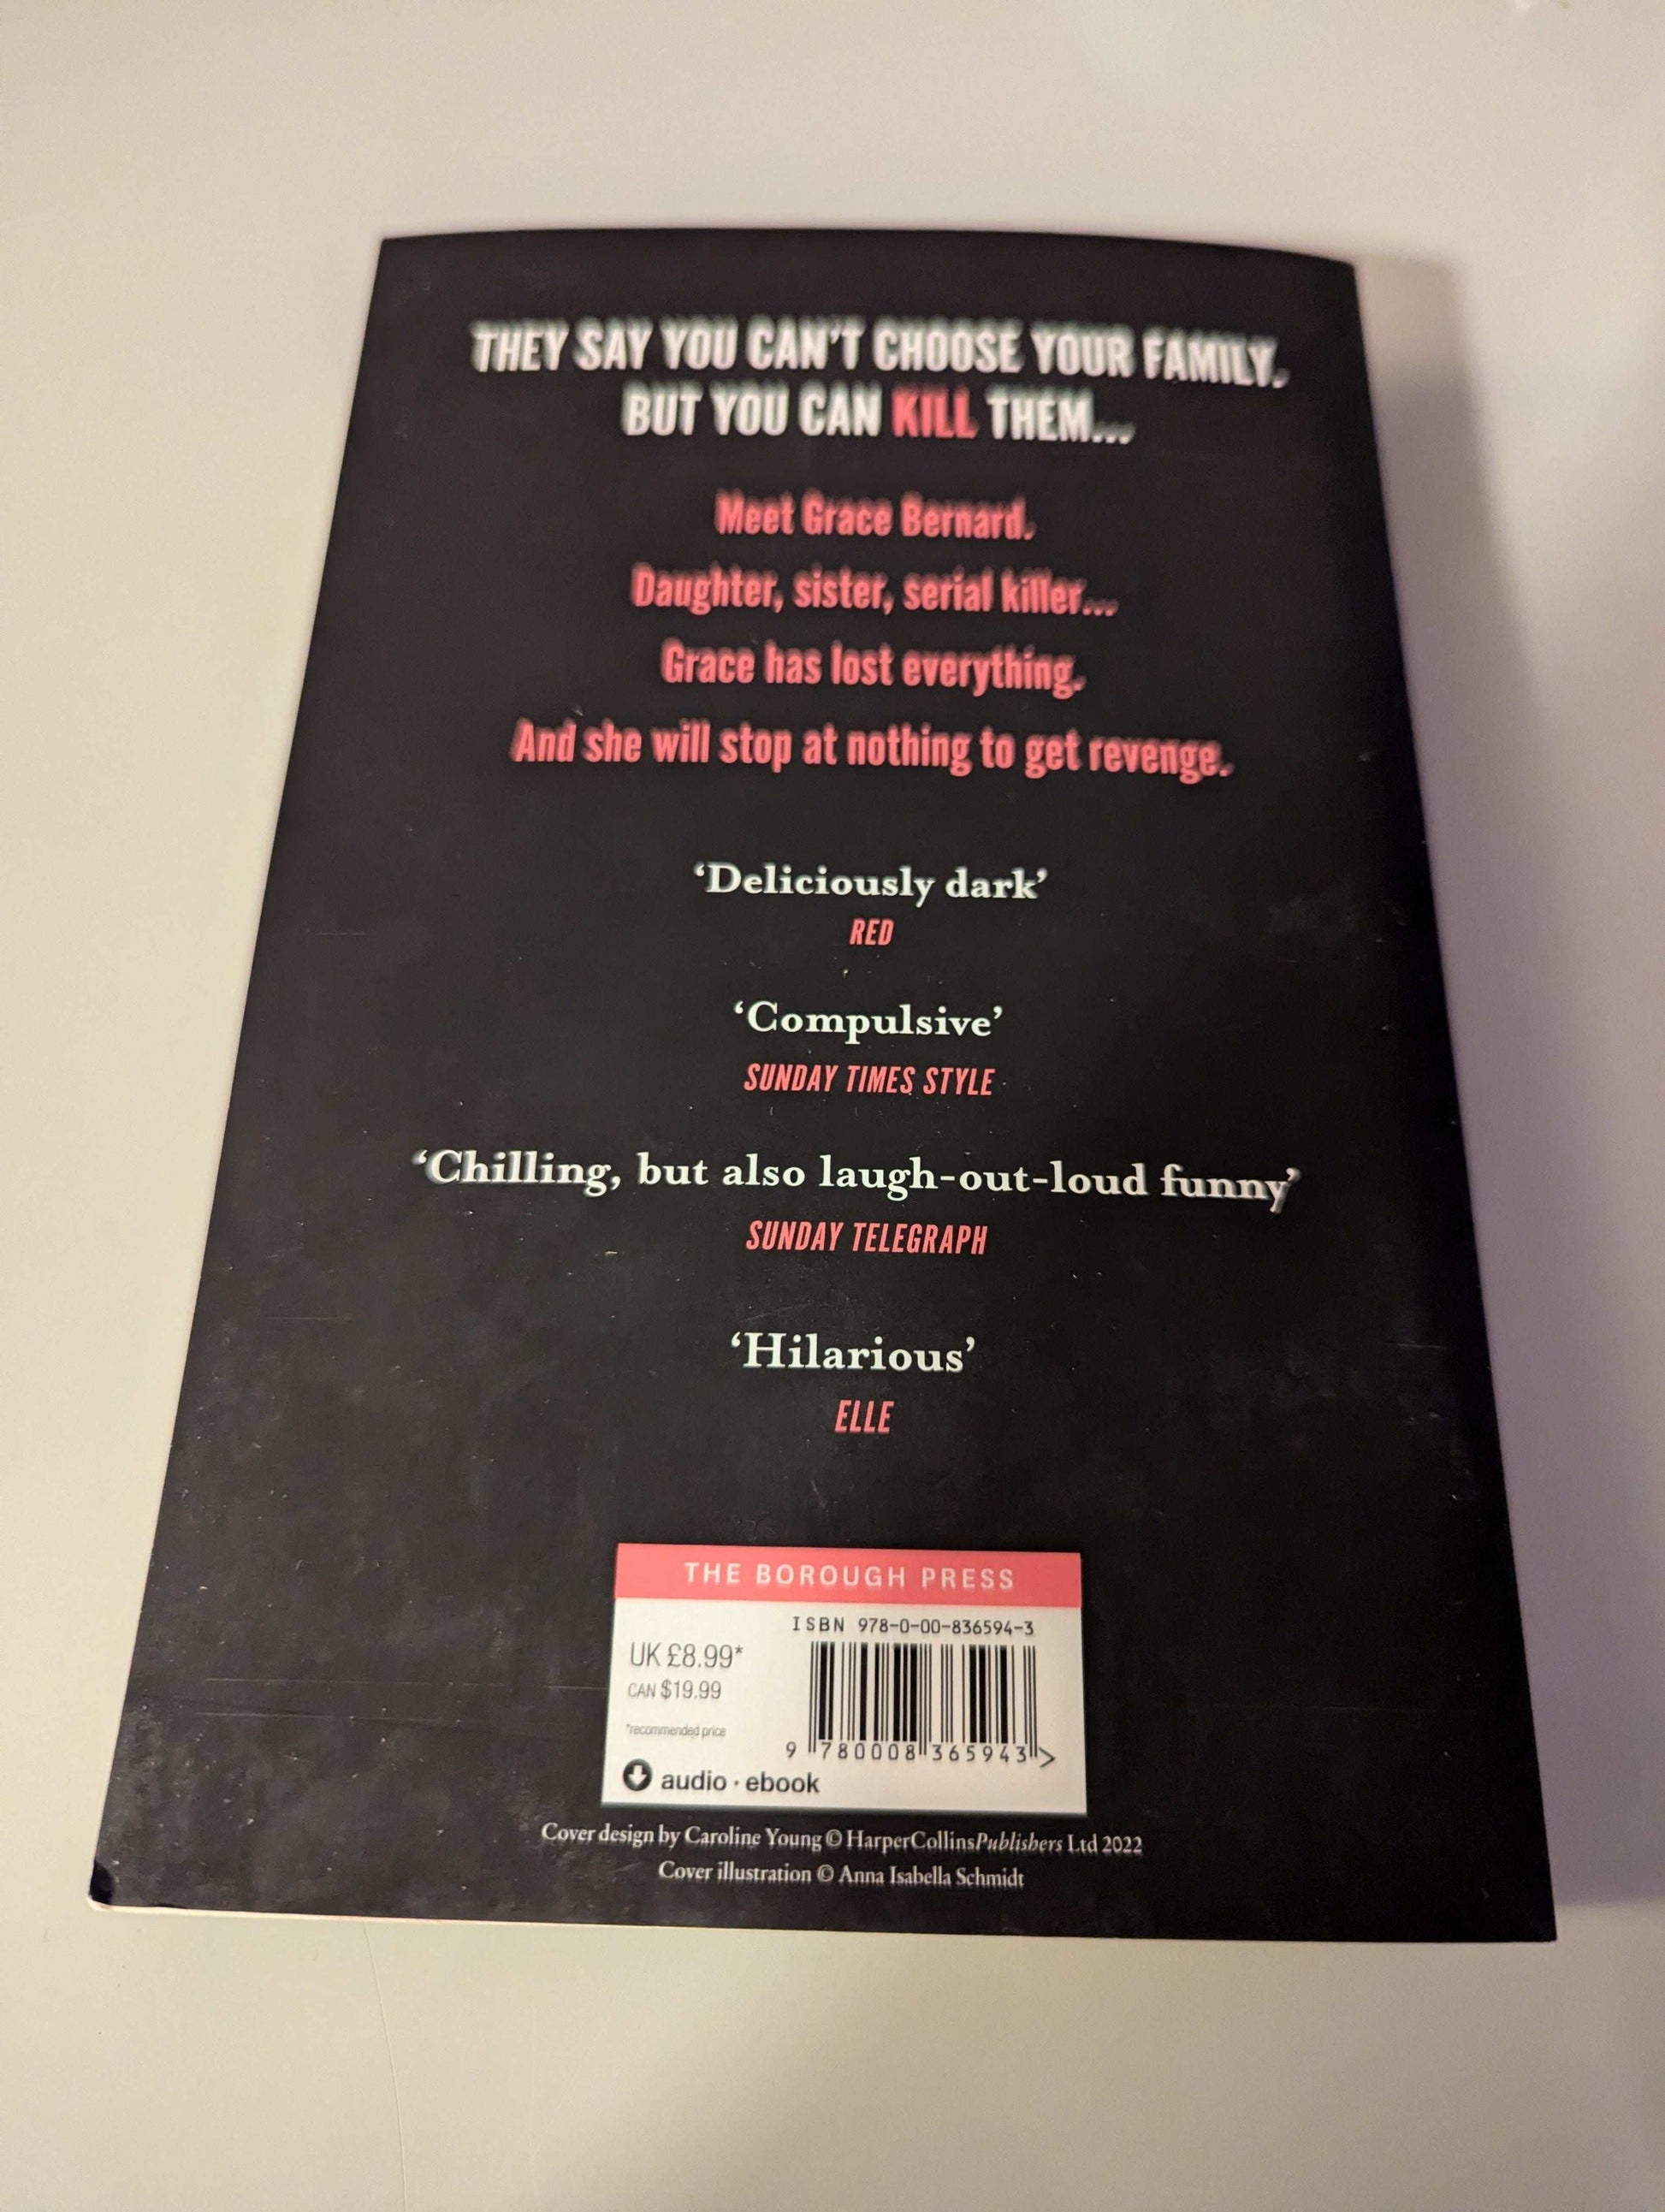 THEY SAY YOU CAN'T CHOOSE YOUR FAMILY.
BUT YOU CAN KILL THEM...
Meet Grace Bernard.
Daughter, sister, serial killer...
Grace has lost everything.
And she will stop at nothing to get revenge.
‘Deliciously dark’
RED
‘Compulsive’
SUNDAY TIMES STYLE
‘Chilling, but also laugh-out-loud funny’
SUNDAY TELEGRAPH
‘Hilarious’
ELLE
THE BOROUGH PRESS
ISBN 978-0-00-836594-3
UK £8.99*
CAN $19.99
*recommended price
9 780008 365943 >
audio · ebook
Cover design by Caroline Young © HarperCollinsPublishers Ltd 2022
Cover illustration © Anna Isabella Schmidt